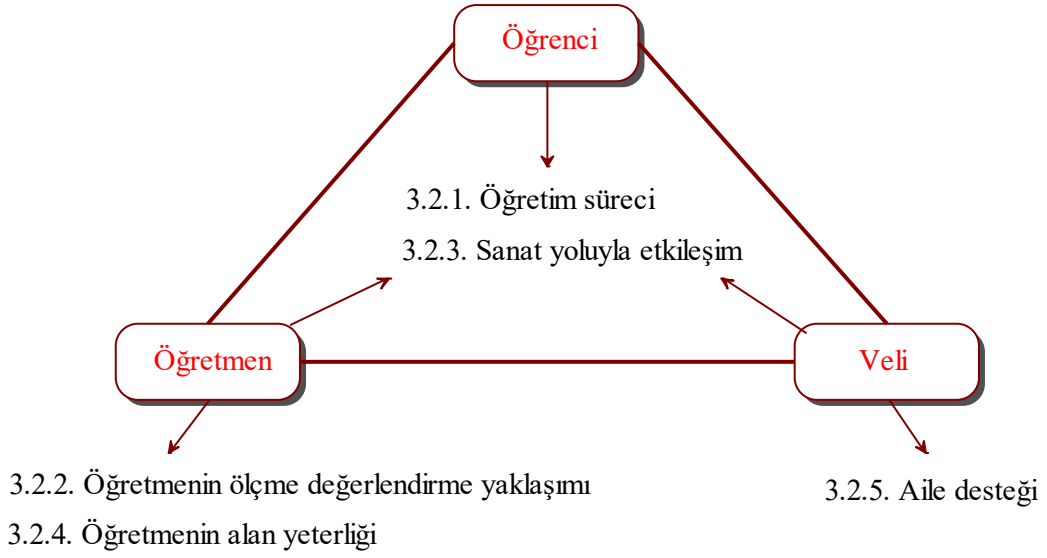 Öğrenci
3.2.1. Öğretim süreci
3.2.3. Sanat yoluyla etkileşim
Öğretmen
Veli
3.2.2. Öğretmenin ölçme değerlendirme yaklaşımı
3.2.5. Aile desteği
3.2.4. Öğretmenin alan yeterliği